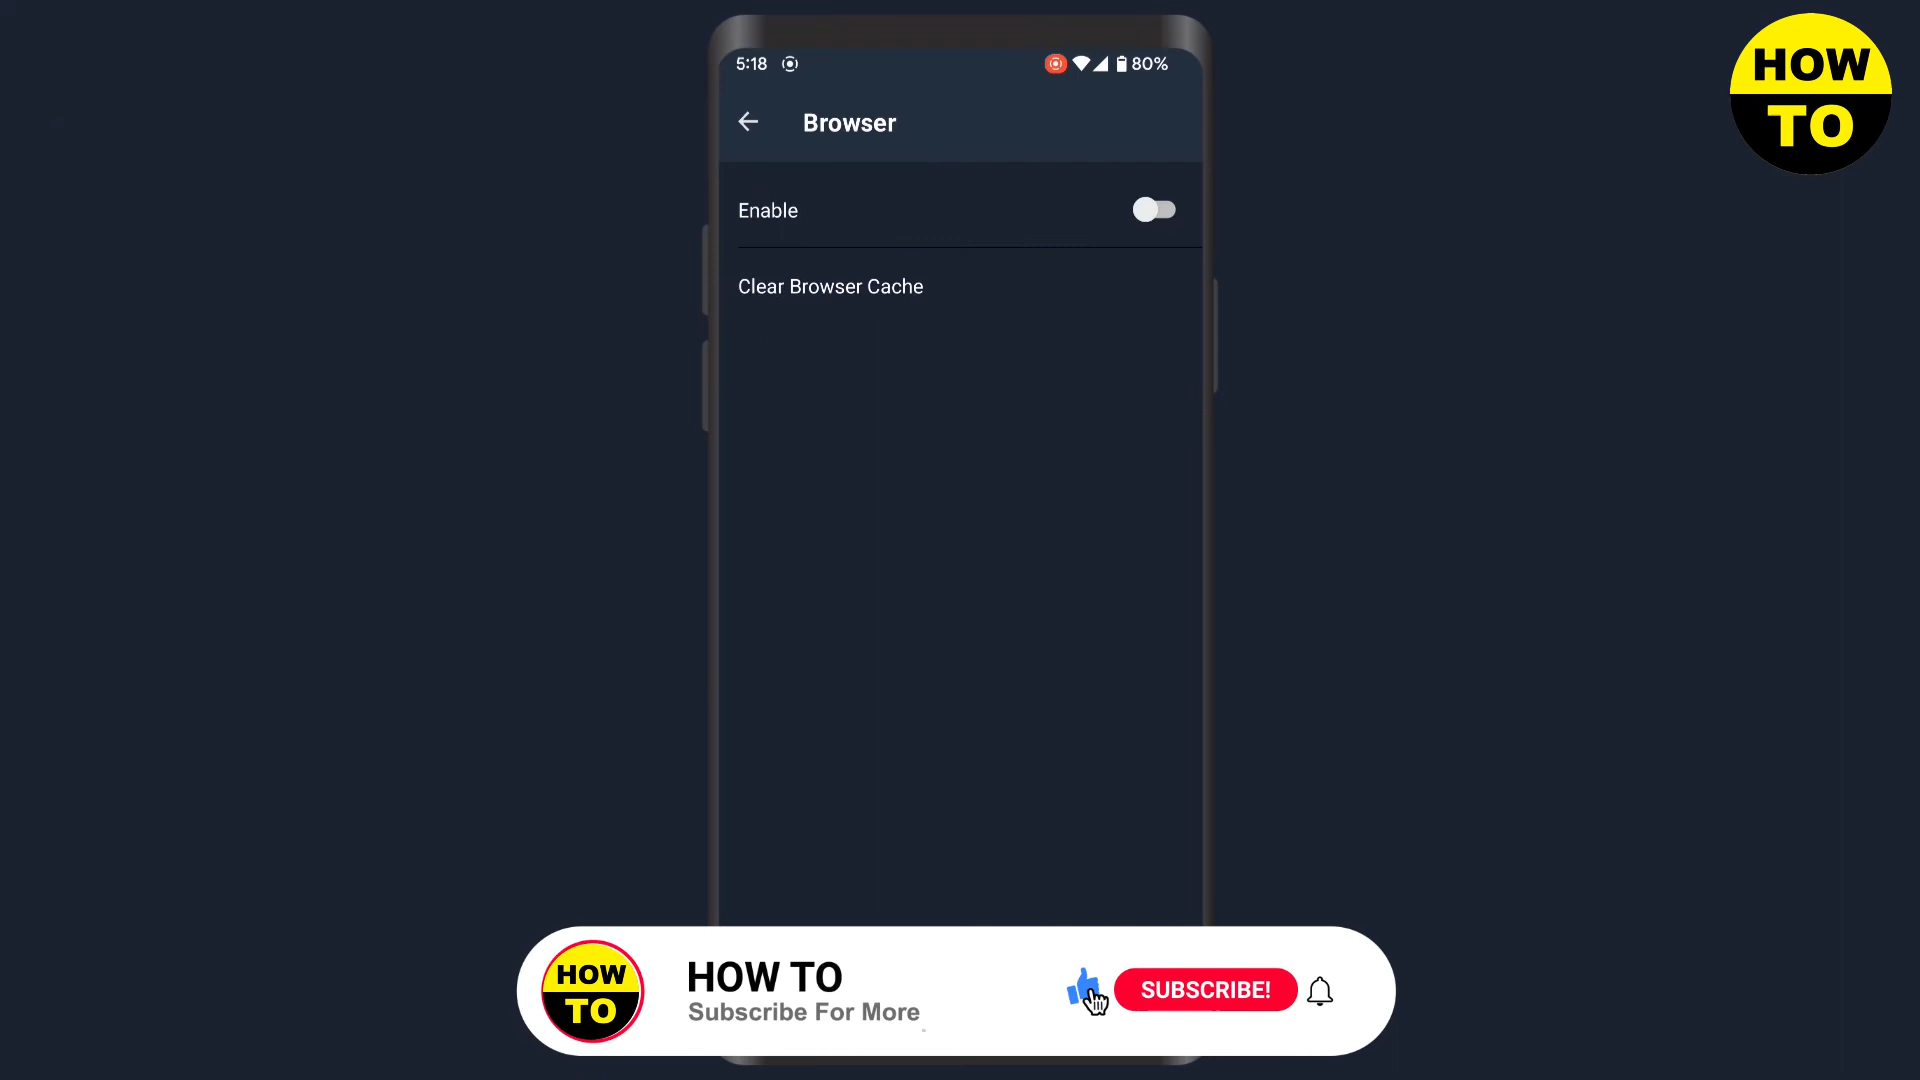 5:18
80%
HOW
TO
Browser
Enable
Clear Browser Cache
HOW
TO
HOW TO
Subscribe For More
SUBSCRIBE!